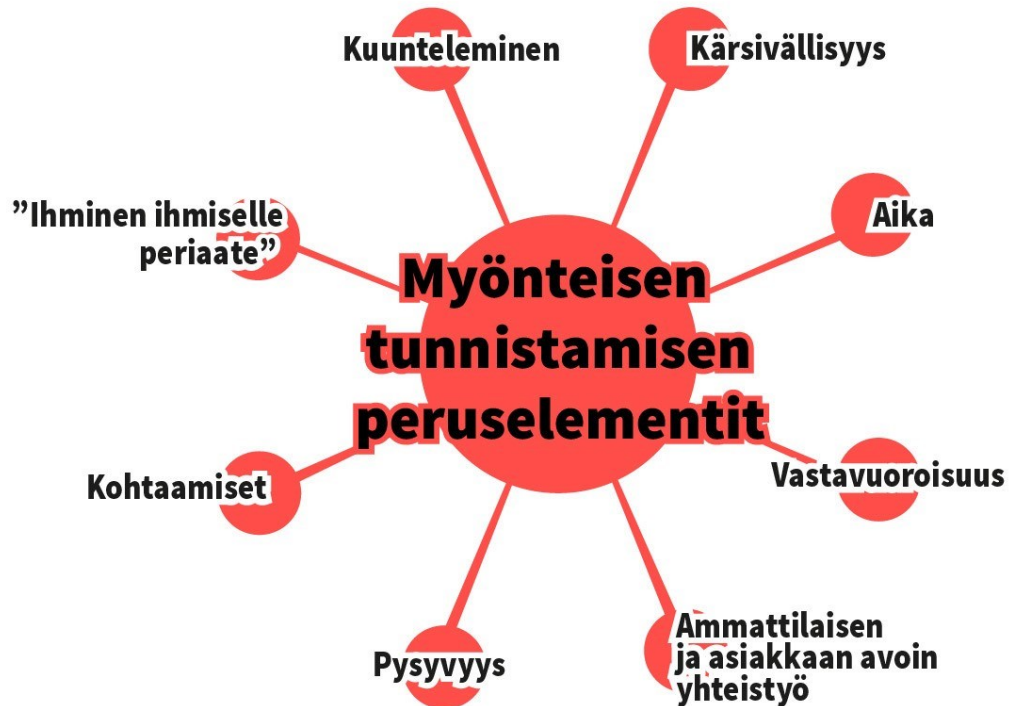 Kuunteleminen
Kärsivällisyys
”Ihminen ihmiselle
periaate”
Aika
Myönteisen
tunnistamisen
peruselementit
Kohtaamiset
Vastavuoroisuus
Pysyvyys
Ammattilaisen
ja asiakkaan avoin
yhteistyö